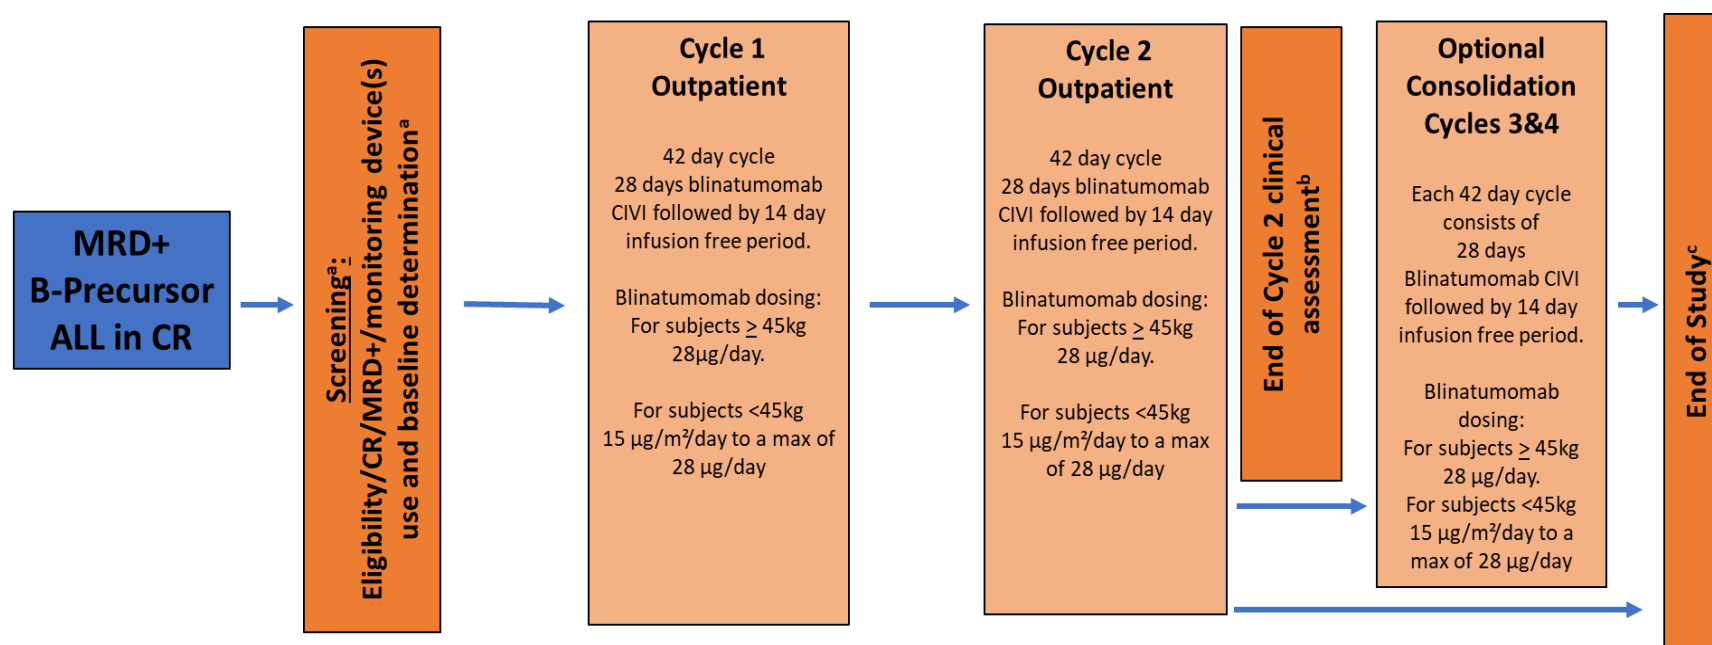 MRD+
B-Precursor
ALL in CR
Screeningᵃ:
Eligibility/CR/MRD+/monitoring device(s)
use and baseline determinationᵃ
Cycle 1
Outpatient
42 day cycle
28 days blinatumomab
CIVI followed by 14 day
infusion free period.
Blinatumomab dosing:
For subjects ≥ 45kg
28µg/day.
For subjects <45kg
15 µg/m²/day to a max of
28 µg/day
Cycle 2
Outpatient
42 day cycle
28 days blinatumomab
CIVI followed by 14 day
infusion free period.
Blinatumomab dosing:
For subjects ≥ 45kg
28 µg/day.
For subjects <45kg
15 µg/m²/day to a max
of 28 µg/day
End of Cycle 2 clinical
assessmentᵇ
Optional
Consolidation
Cycles 3&4
Each 42 day cycle
consists of
28 days
Blinatumomab CIVI
followed by 14 day
infusion free period.
Blinatumomab
dosing:
For subjects ≥ 45kg
28 µg/day.
For subjects <45kg
15 µg/m²/day to a
max of 28 µg/day
End of Studyᶜ